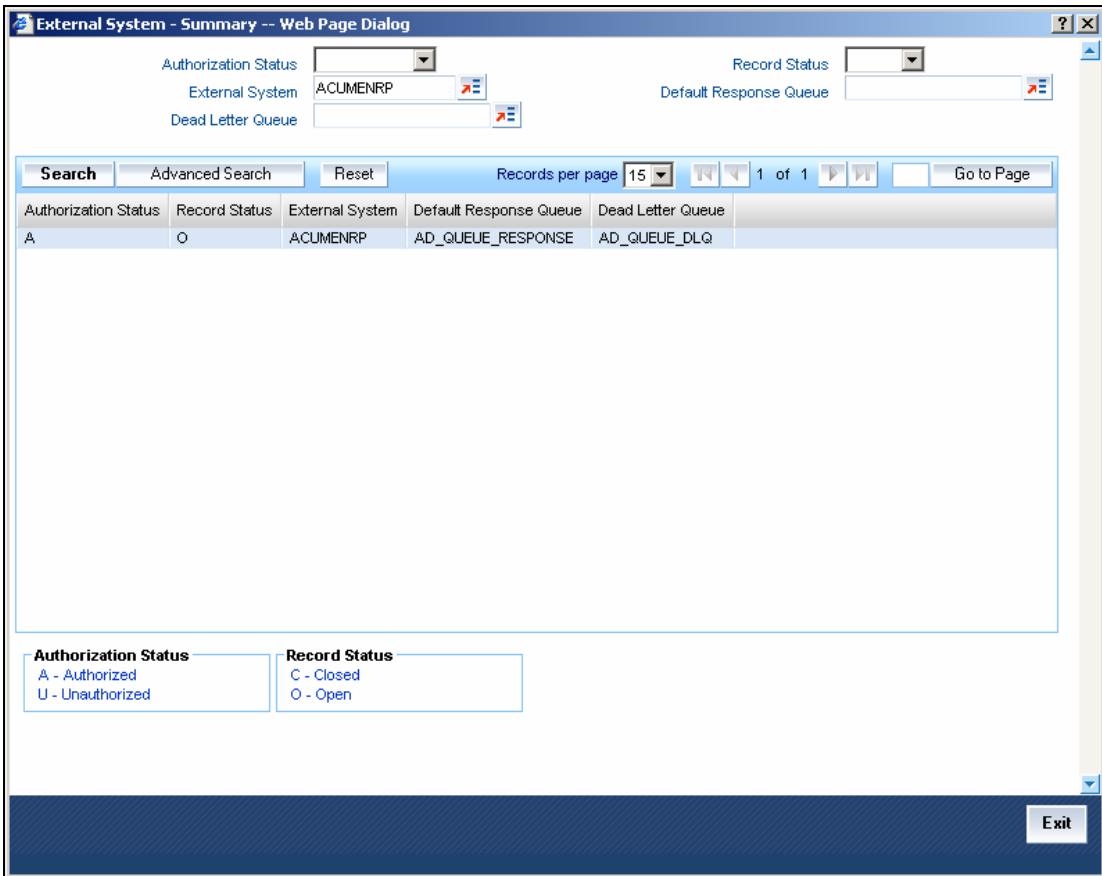 External System - Summary -- Web Page Dialog
Authorization Status Record Status
External System ACUMENRP Default Response Queue
Dead Letter Queue
Search Advanced Search Reset Records per page 15 1 of 1 Go to Page
Authorization Status Record Status External System Default Response Queue Dead Letter Queue
A O ACUMENRP AD_QUEUE_RESPONSE AD_QUEUE_DLQ
Authorization Status Record Status
A - Authorized C - Closed
U - Unauthorized O - Open
Exit